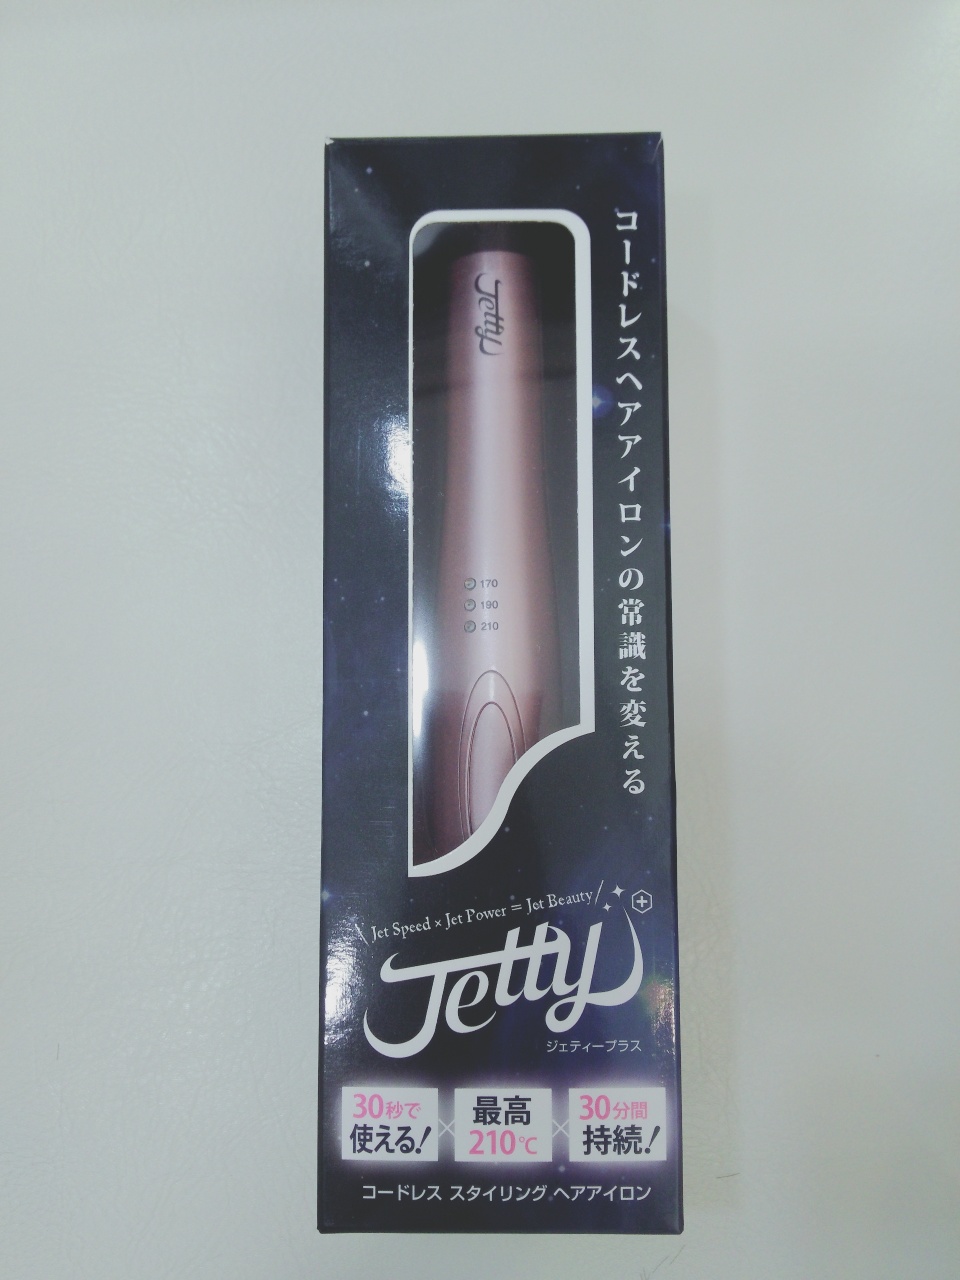 コードレスヘアアイロンの常識を変える
Jetty
170
190
210
\ Jet Speed × Jet Power = Jet Beauty /
Jetty +
ジェティープラス
30秒で
使える!
×
最高
210℃
×
30分間
持続!
コードレス スタイリング ヘアアイロン